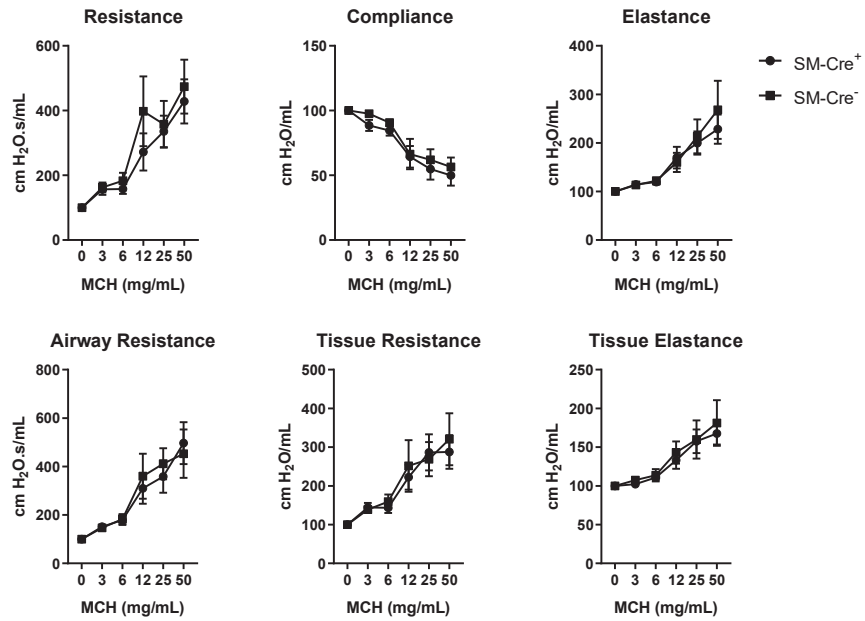 Resistance
600
400
200
0
cm H₂O.s/mL
0 3 6 12 25 50
MCH (mg/mL)
Compliance
150
100
50
0
cm H₂O/mL
0 3 6 12 25 50
MCH (mg/mL)
Elastance
400
300
200
100
0
cm H₂O/mL
0 3 6 12 25 50
MCH (mg/mL)
SM-Cre⁺
SM-Cre⁻
Airway Resistance
800
600
400
200
0
cm H₂O.s/mL
0 3 6 12 25 50
MCH (mg/mL)
Tissue Resistance
500
400
300
200
100
0
cm H₂O/mL
0 3 6 12 25 50
MCH (mg/mL)
Tissue Elastance
250
200
150
100
50
0
cm H₂O/mL
0 3 6 12 25 50
MCH (mg/mL)